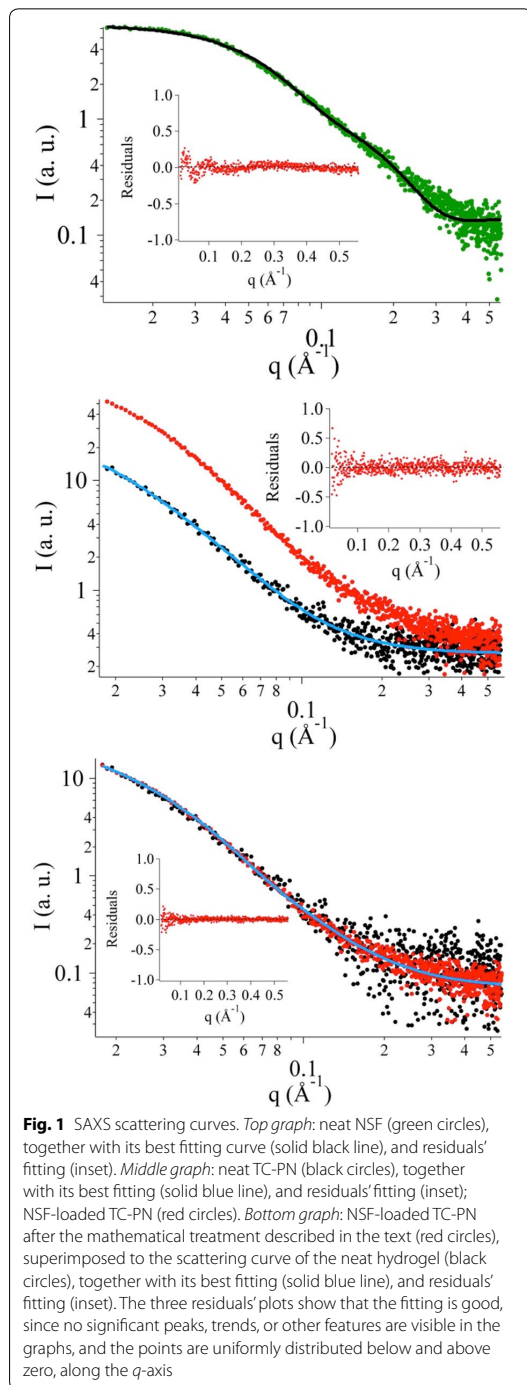 6
4
2
1
6
4
2
0.1
6
4
I (a. u.)
1.0
0.5
0.0
-0.5
-1.0
Residuals
0.1 0.2 0.3 0.4 0.5
q (Å⁻¹)
2 3 4 5 6 7 0.1 2 3 4 5
q (Å⁻¹)
4
2
10
6
4
2
1
6
4
2
I (a. u.)
1.0
0.5
0.0
-0.5
-1.0
Residuals
0.1 0.2 0.3 0.4 0.5
q (Å⁻¹)
2 3 4 5 6 7 8 0.1 2 3 4 5
q (Å⁻¹)
10
6
4
2
1
6
4
2
0.1
6
4
I (a. u.)
1.0
0.5
0.0
-0.5
-1.0
Residuals
0.1 0.2 0.3 0.4 0.5
q (Å⁻¹)
2 3 4 5 6 7 8 0.1 2 3 4 5
q (Å⁻¹)
Fig. 1 SAXS scattering curves. Top graph: neat NSF (green circles),
together with its best fitting curve (solid black line), and residuals'
fitting (inset). Middle graph: neat TC-PN (black circles), together
with its best fitting (solid blue line), and residuals' fitting (inset);
NSF-loaded TC-PN (red circles). Bottom graph: NSF-loaded TC-PN
after the mathematical treatment described in the text (red circles),
superimposed to the scattering curve of the neat hydrogel (black
circles), together with its best fitting (solid blue line), and residuals'
fitting (inset). The three residuals' plots show that the fitting is good,
since no significant peaks, trends, or other features are visible in the
graphs, and the points are uniformly distributed below and above
zero, along the q-axis